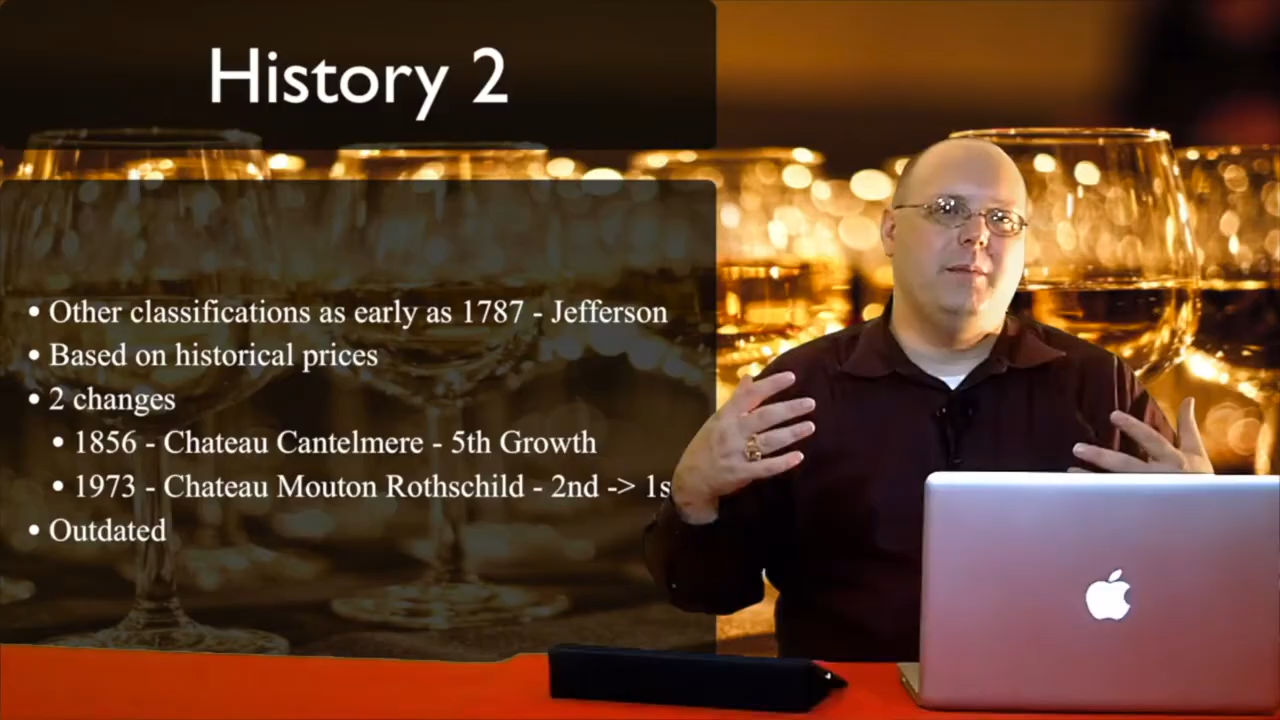 History 2
• Other classifications as early as 1787 - Jefferson
• Based on historical prices
• 2 changes
• 1856 - Chateau Cantelmere - 5th Growth
• 1973 - Chateau Mouton Rothschild - 2nd -> 1s
• Outdated